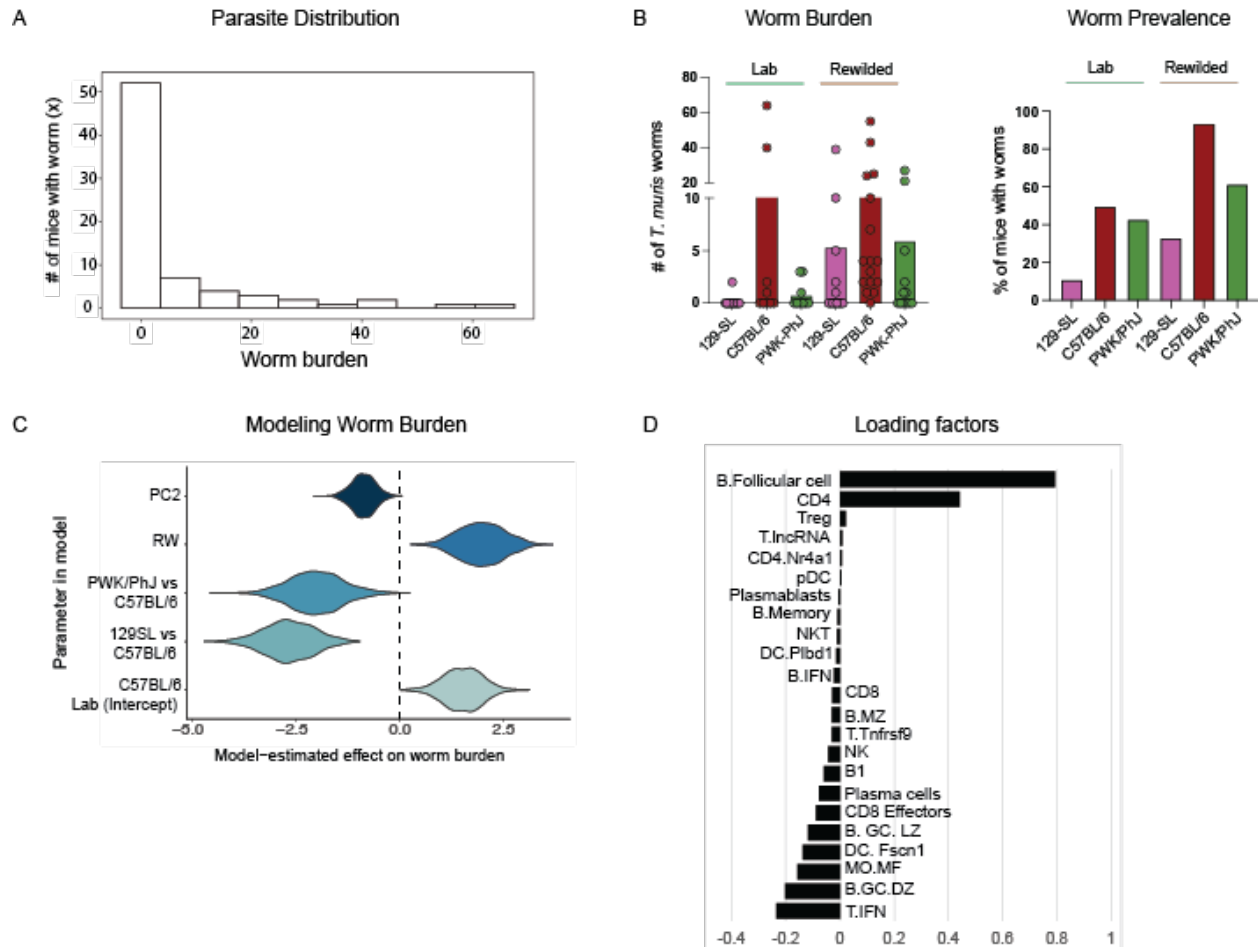 A
Parasite Distribution
# of mice with worm (x)
50
40
30
20
10
0
0
20
40
60
Worm burden
B
Worm Burden
Lab
Rewilded
# of T. muris worms
80
60
40
20
10
5
0
129-SL
C57BL/6
PWK-PhJ
129-SL
C57BL/6
PWK-PhJ
Worm Prevalence
Lab
Rewilded
% of mice with worms
100
80
60
40
20
0
129-SL
C57BL/6
PWK/PhJ
129-SL
C57BL/6
PWK/PhJ
C
Modeling Worm Burden
Parameter in model
PC2
RW
PWK/PhJ vs
C57BL/6
129SL vs
C57BL/6
C57BL/6
Lab (Intercept)
−5.0
−2.5
0.0
2.5
Model−estimated effect on worm burden
D
Loading factors
B.Follicular cell
CD4
Treg
T.lncRNA
CD4.Nr4a1
pDC
Plasmablasts
B.Memory
NKT
DC.Plbd1
B.IFN
CD8
B.MZ
T.Tnfrsf9
NK
B1
Plasma cells
CD8 Effectors
B. GC. LZ
DC. Fscn1
MO.MF
B.GC.DZ
T.IFN
-0.4
-0.2
0
0.2
0.4
0.6
0.8
1